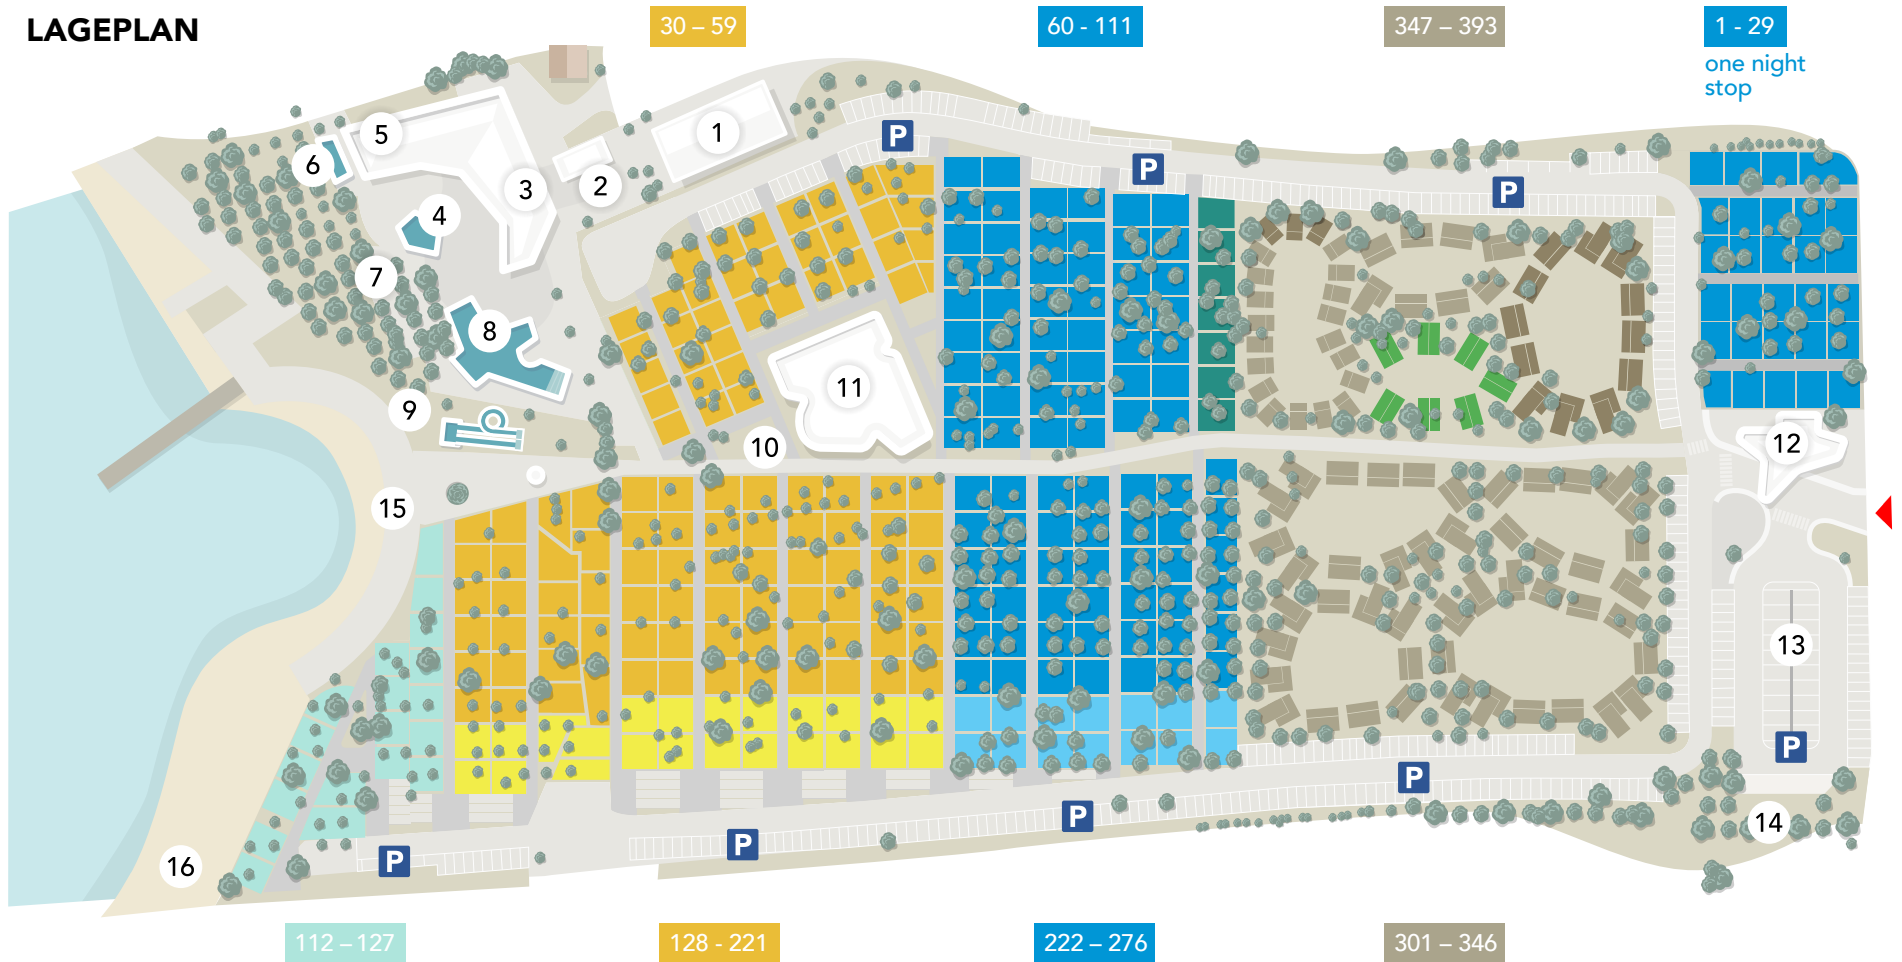 LAGEPLAN
30 – 59
60 - 111
347 – 393
1 - 29
one night
stop
5
1
P
6
3
2
P
P
4
7
8
11
9
10
12
15
13
P
P
14
P
P
16
P
112 – 127
128 - 221
222 – 276
301 – 346